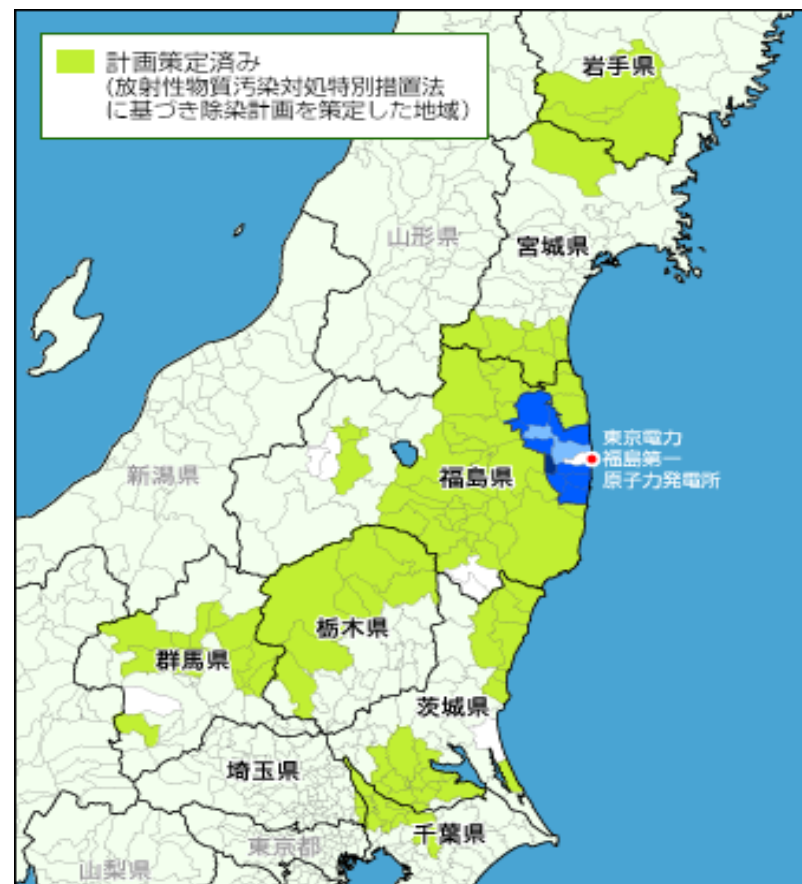 計画策定済み
(放射性物質汚染対処特別措置法
に基づき除染計画を策定した地域)
岩手県
山形県
宮城県
東京電力
福島第一
原子力発電所
新潟県
福島県
栃木県
群馬県
茨城県
埼玉県
千葉県
東京都
山梨県